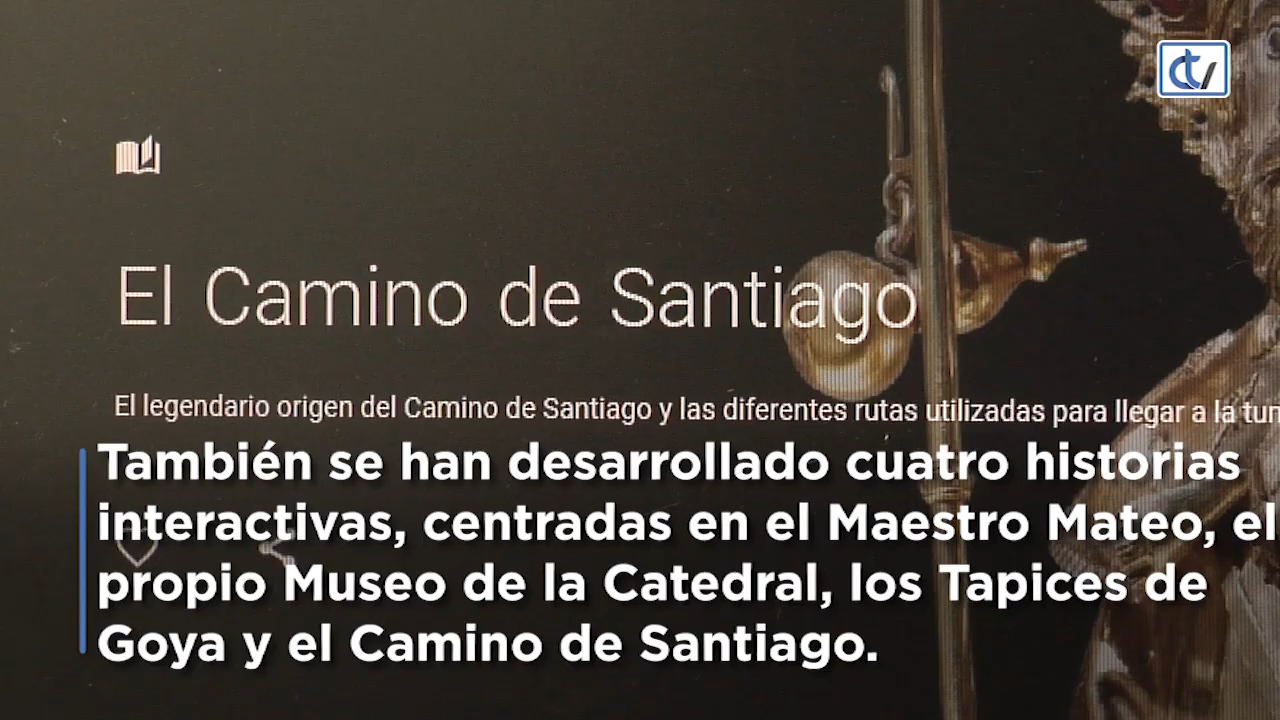 El Camino de Santiago
El legendario origen del Camino de Santiago y las diferentes rutas utilizadas para llegar a la
También se han desarrollado cuatro historias
interactivas, centradas en el Maestro Mateo, el
propio Museo de la Catedral, los Tapices de
Goya y el Camino de Santiago.